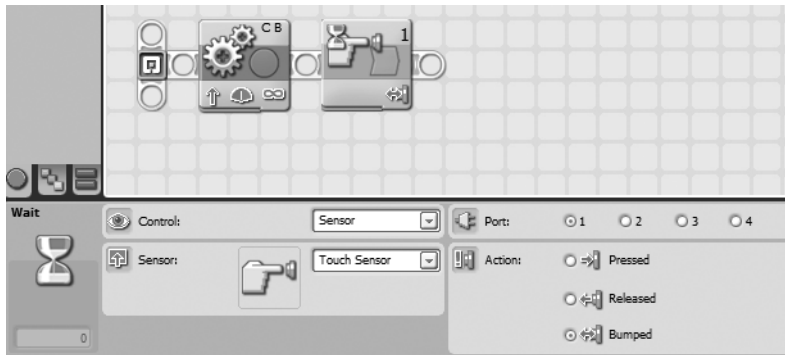 C B
1
Wait
Control:
Sensor
Port:
1
2
3
4
Sensor:
Touch Sensor
Action:
Pressed
Released
Bumped
0